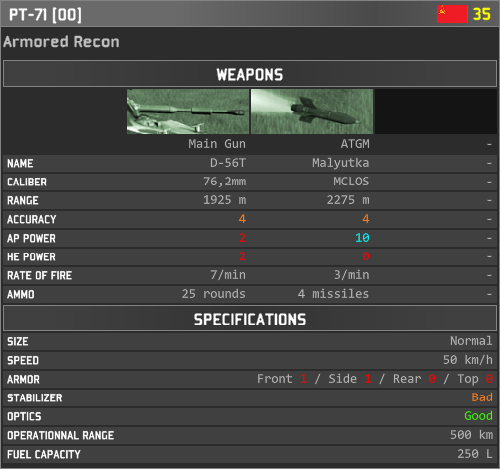 PT-71 [OO] 35
Armored Recon
WEAPONS
Main Gun ATGM -
NAME D-56T Malyutka -
CALIBER 76,2mm MCLOS -
RANGE 1925 m 2275 m -
ACCURACY 4 4 -
AP POWER 2 10 -
HE POWER 2 0 -
RATE OF FIRE 7/min 3/min -
AMMO 25 rounds 4 missiles -
SPECIFICATIONS
SIZE Normal
SPEED 50 km/h
ARMOR Front 1 / Side 1 / Rear 0 / Top 0
STABILIZER Bad
OPTICS Good
OPERATIONNAL RANGE 500 km
FUEL CAPACITY 250 L